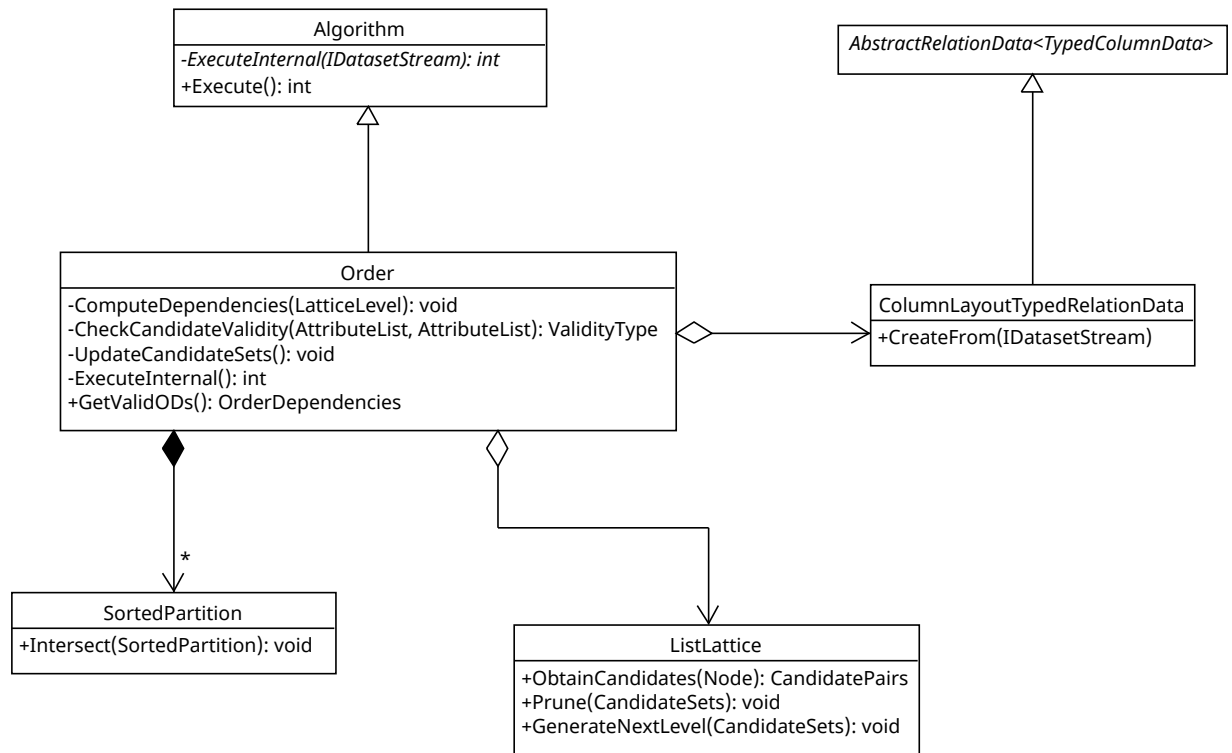 Algorithm
-ExecuteInternal(IDatasetStream): int
+Execute(): int
AbstractRelationData<TypedColumnData>
Order
-ComputeDependencies(LatticeLevel): void
-CheckCandidateValidity(AttributeList, AttributeList): ValidityType
-UpdateCandidateSets(): void
-ExecuteInternal(): int
+GetValidODs(): OrderDependencies
ColumnLayoutTypedRelationData
+CreateFrom(IDatasetStream)
*
SortedPartition
+Intersect(SortedPartition): void
ListLattice
+ObtainCandidates(Node): CandidatePairs
+Prune(CandidateSets): void
+GenerateNextLevel(CandidateSets): void